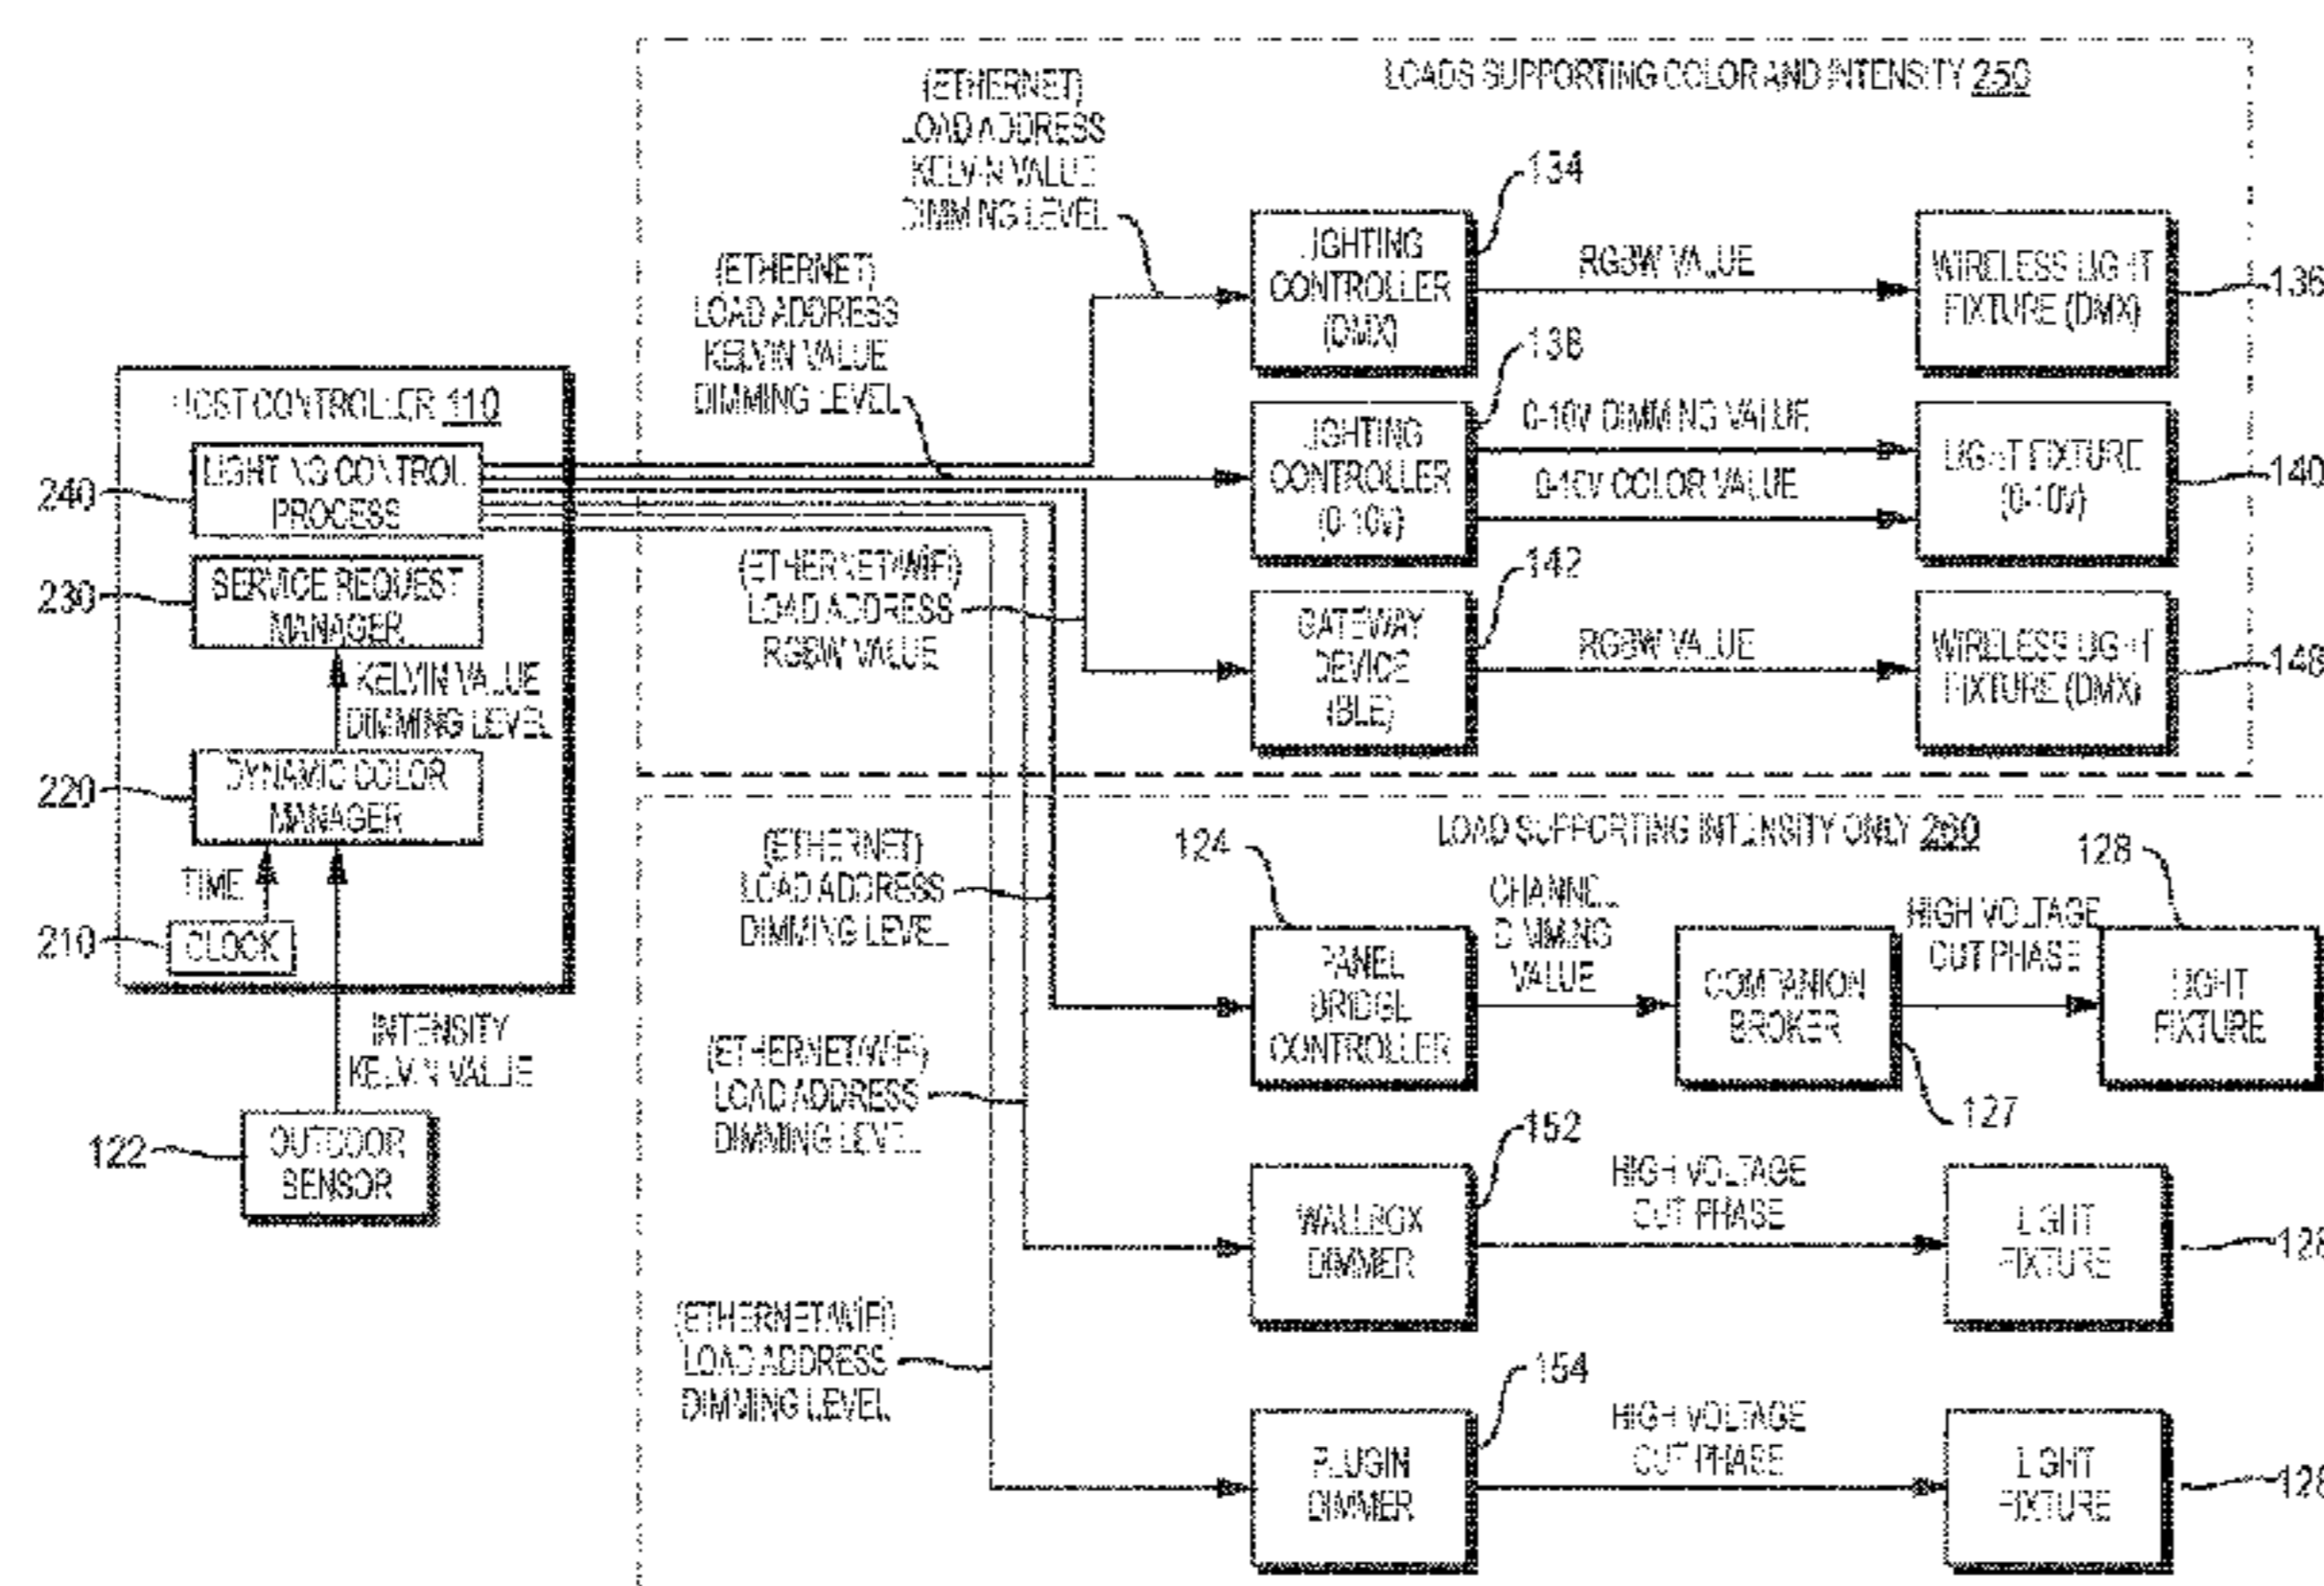 HOST CONTROLLER 110
240
LIGHTING CONTROL
PROCESS
230
SERVICE REQUEST
MANAGER
KELVIN VALUE
DIMMING LEVEL
220
DYNAMIC COLOR
MANAGER
TIME
210
CLOCK
INTENSITY
KELVIN VALUE
122
OUTDOOR
SENSOR
LOADS SUPPORTING COLOR AND INTENSITY 250
(ETHERNET)
LOAD ADDRESS
KELVIN VALUE
DIMMING LEVEL
134
LIGHTING
CONTROLLER
(DMX)
RGBW VALUE
WIRELESS LIGHT
FIXTURE (DMX)
136
(ETHERNET)
LOAD ADDRESS
KELVIN VALUE
DIMMING LEVEL
138
LIGHTING
CONTROLLER
(0-10V)
0-10V DIMMING VALUE
0-10V COLOR VALUE
LIGHT FIXTURE
(0-10V)
140
(ETHERNET/WIFI)
LOAD ADDRESS
RGBW VALUE
142
GATEWAY
DEVICE
(BLE)
RGBW VALUE
WIRELESS LIGHT
FIXTURE (DMX)
LOAD SUPPORTING INTENSITY ONLY 260
(ETHERNET)
LOAD ADDRESS
DIMMING LEVEL
124
PANEL
BRIDGE
CONTROLLER
CHANNEL
DIMMING
VALUE
COMPANION
BROKER
127
HIGH VOLTAGE
CUT PHASE
128
LIGHT
FIXTURE
(ETHERNET/WIFI)
LOAD ADDRESS
DIMMING LEVEL
152
WALLBOX
DIMMER
HIGH VOLTAGE
CUT PHASE
LIGHT
FIXTURE
128
(ETHERNET/WIFI)
LOAD ADDRESS
DIMMING LEVEL
154
PLUGIN
DIMMER
HIGH VOLTAGE
CUT PHASE
LIGHT
FIXTURE
128